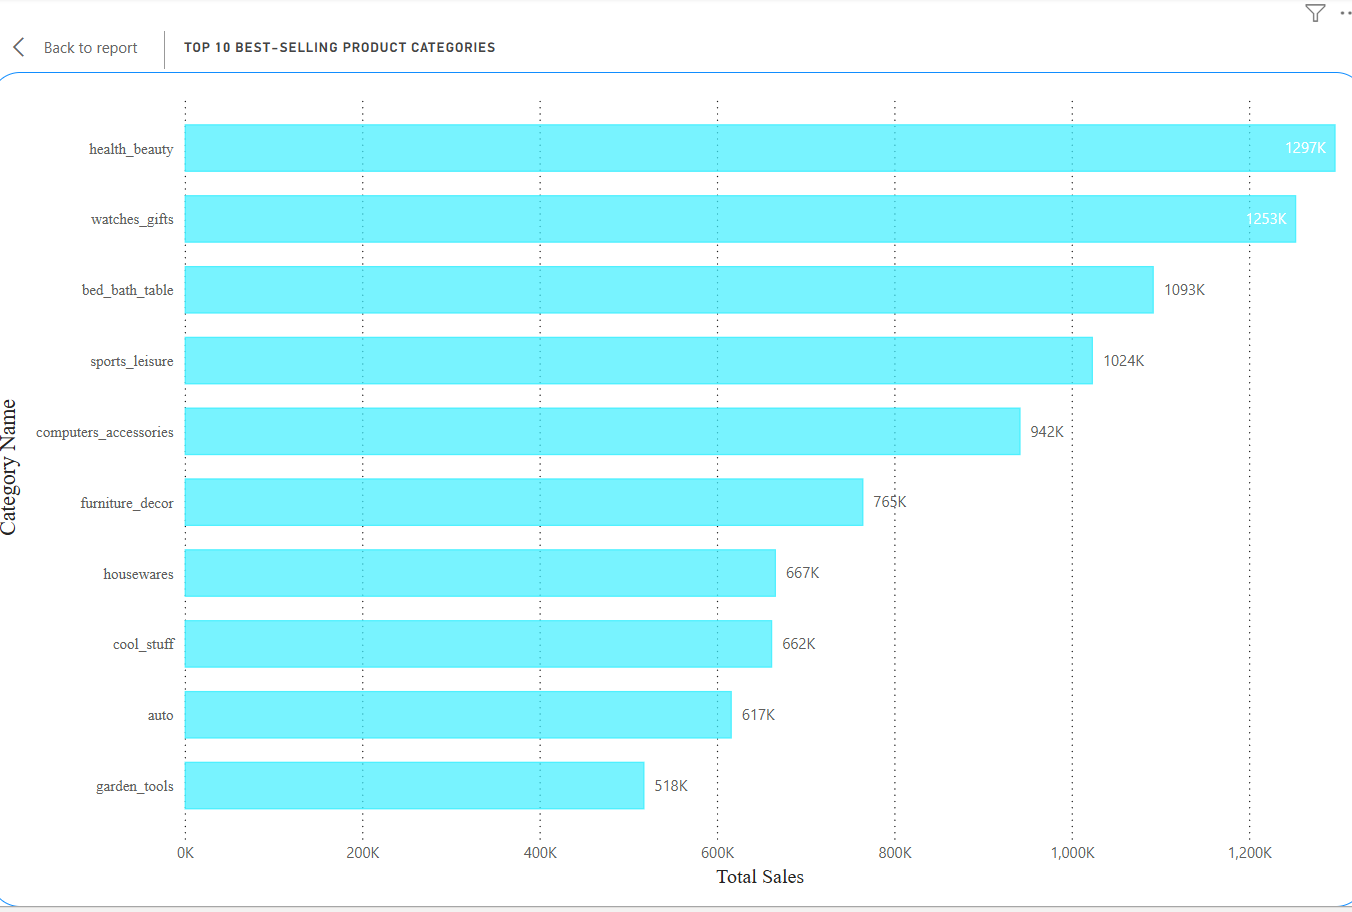 Back to report
TOP 10 BEST-SELLING PRODUCT CATEGORIES
Category Name
health_beauty 1297K
watches_gifts 1253K
bed_bath_table 1093K
sports_leisure 1024K
computers_accessories 942K
furniture_decor 765K
housewares 667K
cool_stuff 662K
auto 617K
garden_tools 518K
0K 200K 400K 600K 800K 1,000K 1,200K
Total Sales